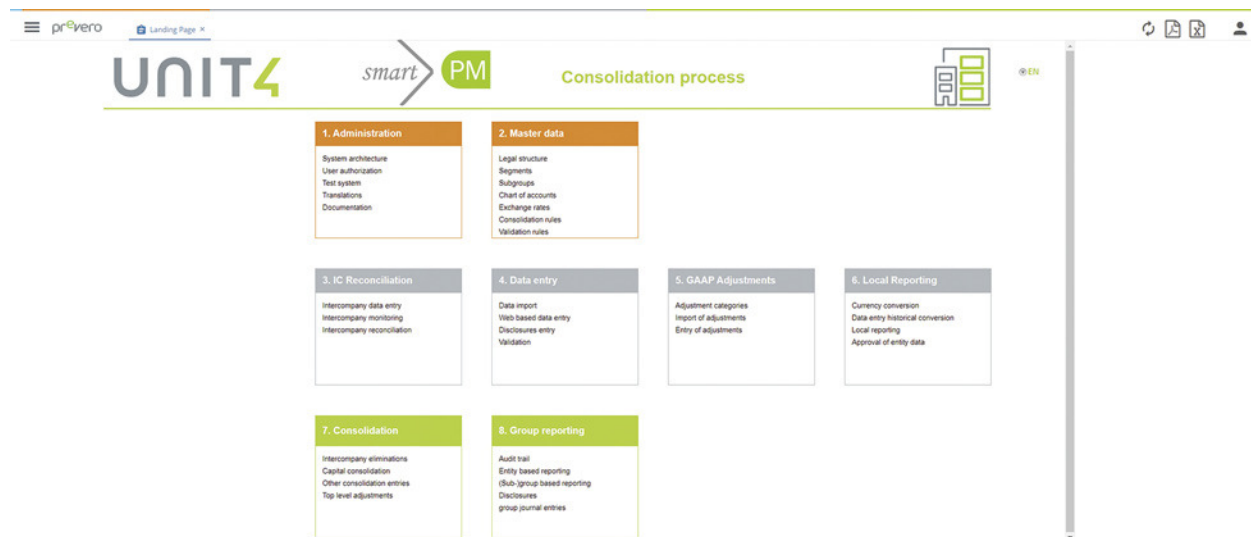 prevero
Landing Page ×
UNIT4
smart PM
Consolidation process
EN
1. Administration
System architecture
User authorization
Test system
Translations
Documentation
2. Master data
Legal structure
Segments
Subgroups
Chart of accounts
Exchange rates
Consolidation rules
Validation rules
3. IC Reconciliation
Intercompany data entry
Intercompany monitoring
Intercompany reconciliation
4. Data entry
Data import
Web based data entry
Disclosures entry
Validation
5. GAAP Adjustments
Adjustment categories
Import of adjustments
Entry of adjustments
6. Local Reporting
Currency conversion
Data entry historical conversion
Local reporting
Approval of entity data
7. Consolidation
Intercompany eliminations
Capital consolidation
Other consolidation entries
Top level adjustments
8. Group reporting
Audit trail
Entity based reporting
(Sub-)group based reporting
Disclosures
group journal entries